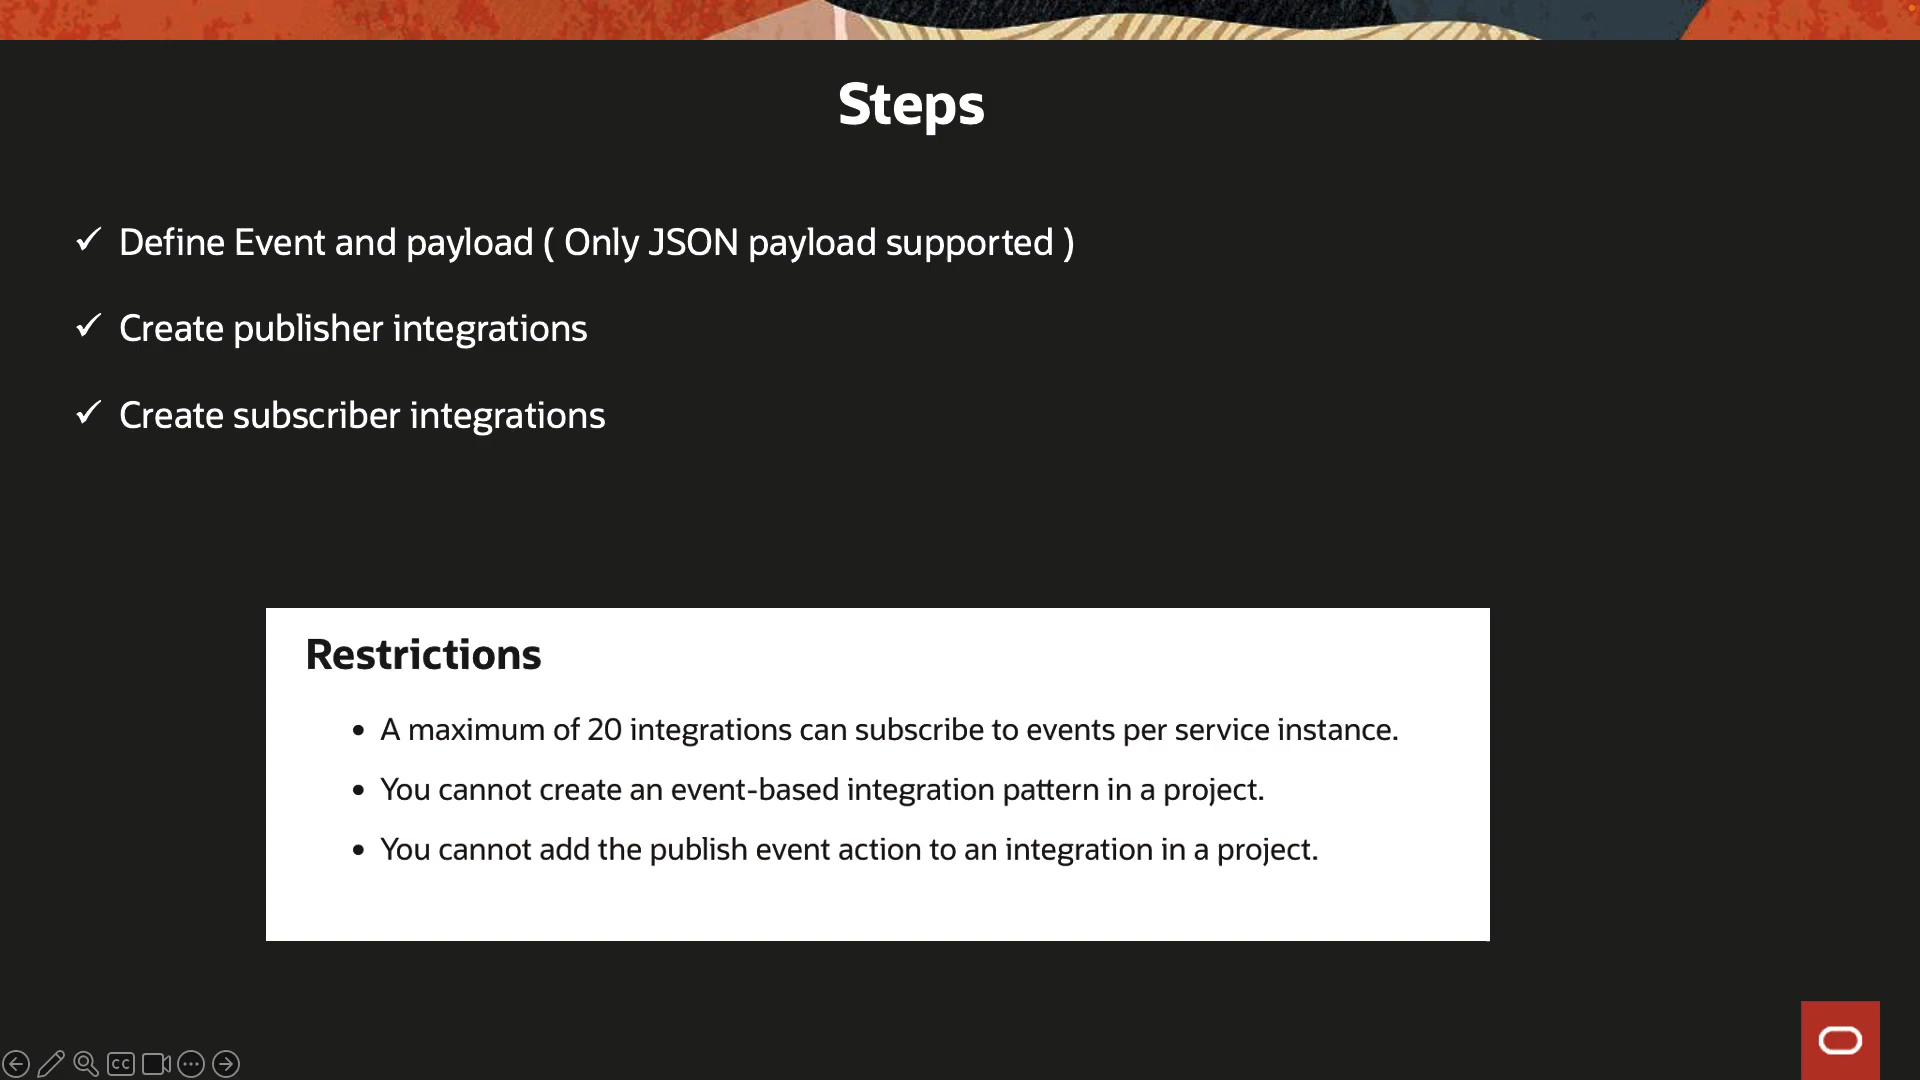 Steps
✓ Define Event and payload ( Only JSON payload supported )
✓ Create publisher integrations
✓ Create subscriber integrations
Restrictions
• A maximum of 20 integrations can subscribe to events per service instance.
• You cannot create an event-based integration pattern in a project.
• You cannot add the publish event action to an integration in a project.
CC